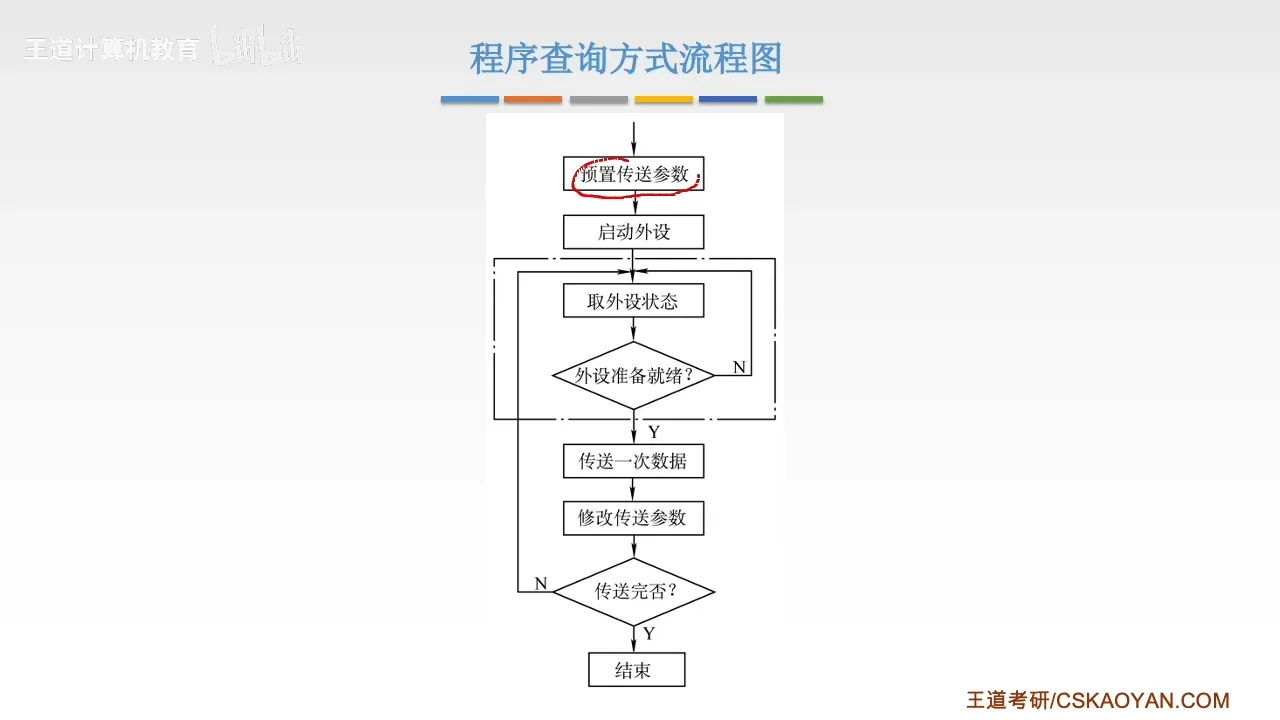 王道计算机教育 bilibili
程序查询方式流程图
预置传送参数
启动外设
取外设状态
外设准备就绪？
N
Y
传送一次数据
修改传送参数
N
传送完否？
Y
结束
王道考研/CSKAOYAN.COM